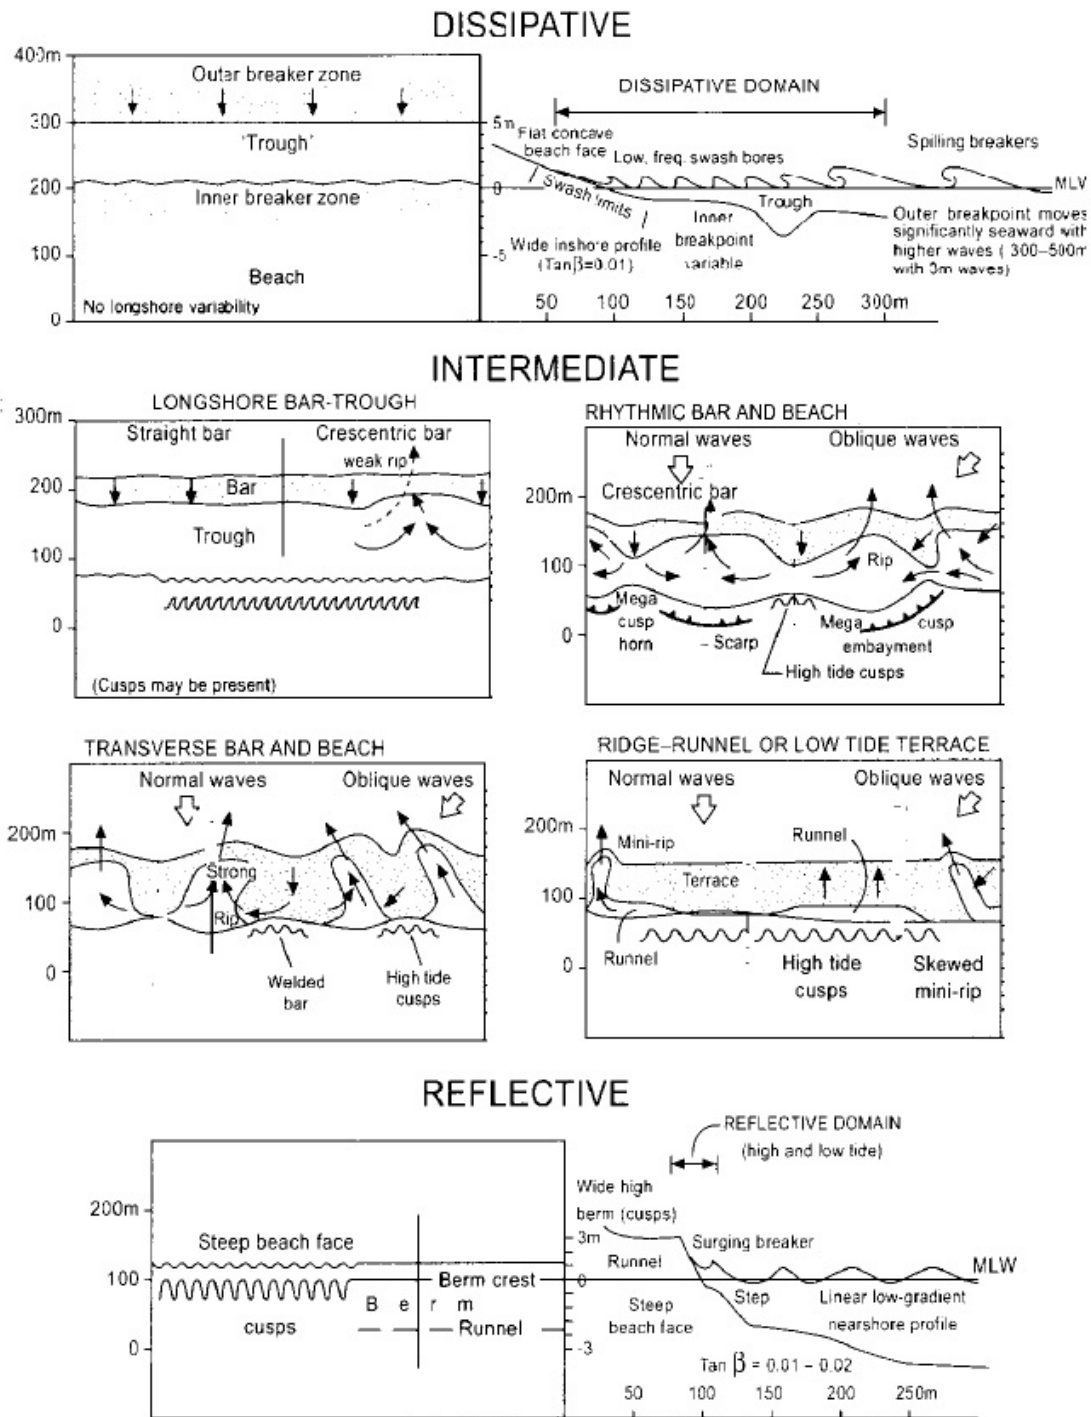 DISSIPATIVE
400m
Outer breaker zone
300
'Trough'
200
Inner breaker zone
100
Beach
No longshore variability
0
DISSIPATIVE DOMAIN
5m
Flat concave
beach face
Low, freq. swash bores
Spilling breakers
0
MLV
Swash limits
Trough
Wide inshore profile
(Tanβ=0.01)
Inner
breakpoint
variable
Outer breakpoint moves
significantly seaward with
higher waves ( 300–500m
with 3m waves)
-5
50 100 150 200 250 300m
INTERMEDIATE
LONGSHORE BAR-TROUGH
300m
Straight bar
Crescentric bar
weak rip
200
Bar
Trough
100
0
(Cusps may be present)
RHYTHMIC BAR AND BEACH
Normal waves
Oblique waves
200m
Crescentric bar
Rip
100
Mega
cusp
horn
Scarp
Mega cusp
embayment
0
High tide cusps
TRANSVERSE BAR AND BEACH
Normal waves
Oblique waves
200m
Strong
100
Rip
0
Welded
bar
High tide
cusps
RIDGE–RUNNEL OR LOW TIDE TERRACE
Normal waves
Oblique waves
200m
Mini-rip
Runnel
Terrace
100
Runnel
0
High tide
cusps
Skewed
mini-rip
REFLECTIVE
200m
Steep beach face
100
Berm crest
Berm
cusps
Runnel
0
REFLECTIVE DOMAIN
(high and low tide)
Wide high
berm (cusps)
3m
Surging breaker
Runnel
0
MLW
Steep
beach face
Step
Linear low-gradient
nearshore profile
-3
Tan β = 0.01 – 0.02
50 100 150 200 250m